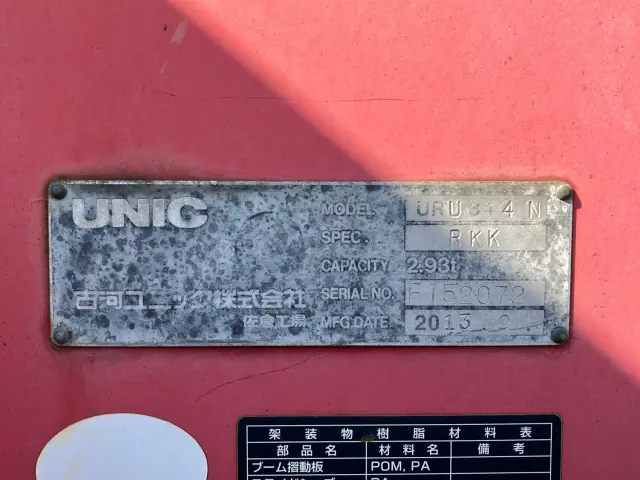 UNIC
MODEL
SPEC. RKK
CAPACITY 2.93t
古河ユニック株式会社
SERIAL NO. F152072
佐倉工場
MFG DATE 2013
架装物樹脂材料表
部品名 材料名 備考
ブーム摺動板 POM, PA